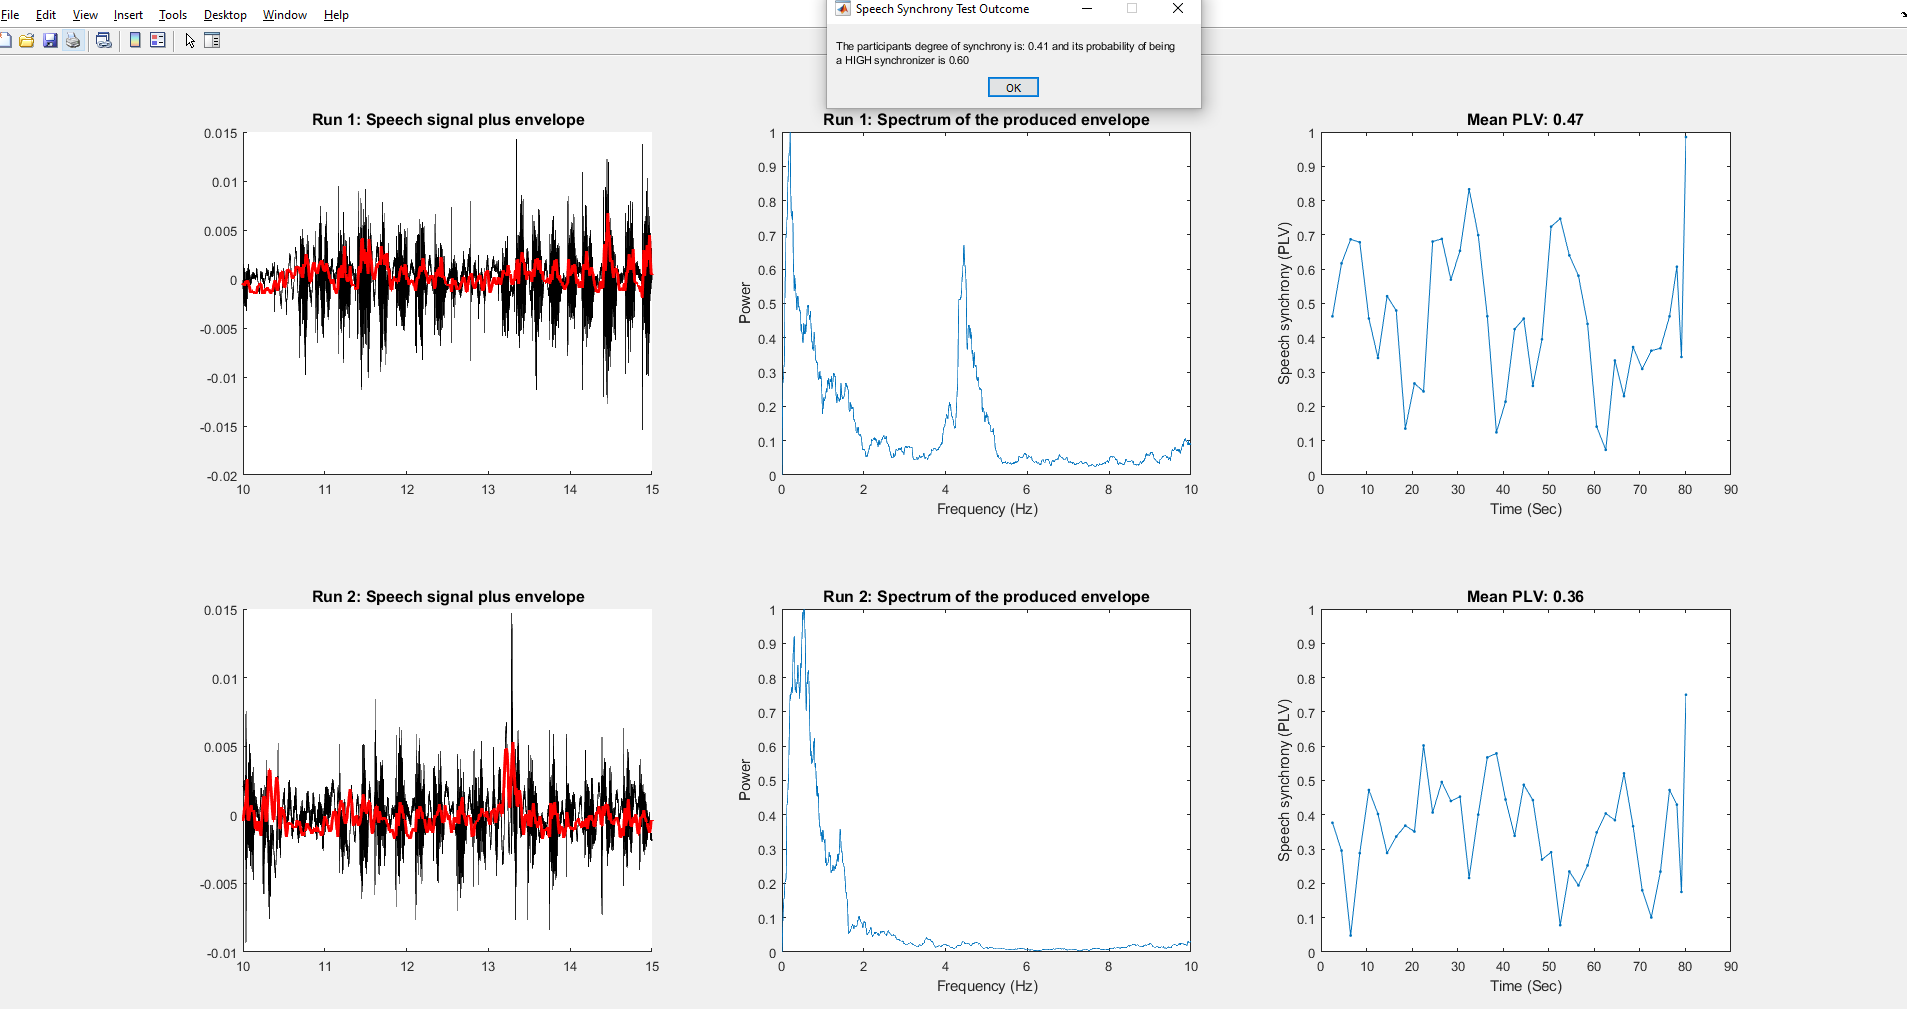 File Edit View Insert Tools Desktop Window Help
Speech Synchrony Test Outcome
The participants degree of synchrony is: 0.41 and its probability of being
a HIGH synchronizer is 0.60
OK
Run 1: Speech signal plus envelope
0.015
0.01
0.005
0
-0.005
-0.01
-0.015
-0.02
10 11 12 13 14 15
Run 1: Spectrum of the produced envelope
Power
1
0.9
0.8
0.7
0.6
0.5
0.4
0.3
0.2
0.1
0
0 2 4 6 8 10
Frequency (Hz)
Mean PLV: 0.47
Speech synchrony (PLV)
1
0.9
0.8
0.7
0.6
0.5
0.4
0.3
0.2
0.1
0
0 10 20 30 40 50 60 70 80 90
Time (Sec)
Run 2: Speech signal plus envelope
0.015
0.01
0.005
0
-0.005
-0.01
10 11 12 13 14 15
Run 2: Spectrum of the produced envelope
Power
1
0.9
0.8
0.7
0.6
0.5
0.4
0.3
0.2
0.1
0
0 2 4 6 8 10
Frequency (Hz)
Mean PLV: 0.36
Speech synchrony (PLV)
1
0.9
0.8
0.7
0.6
0.5
0.4
0.3
0.2
0.1
0
0 10 20 30 40 50 60 70 80 90
Time (Sec)